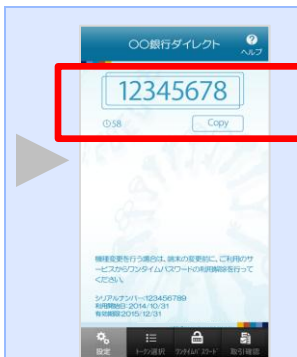 〇〇銀行ダイレクト
?
ヘルプ
12345678
58
Copy
機種変更を行う場合は、端末の変更前に、ご利用のサ
ービスからワンタイムパスワードの利用解除を行って
ください。
シリアルナンバー:123456789
利用開始日:2014/10/31
有効期限:2015/12/31
設定
トークン選択
ワンタイムパスワード
取引確認